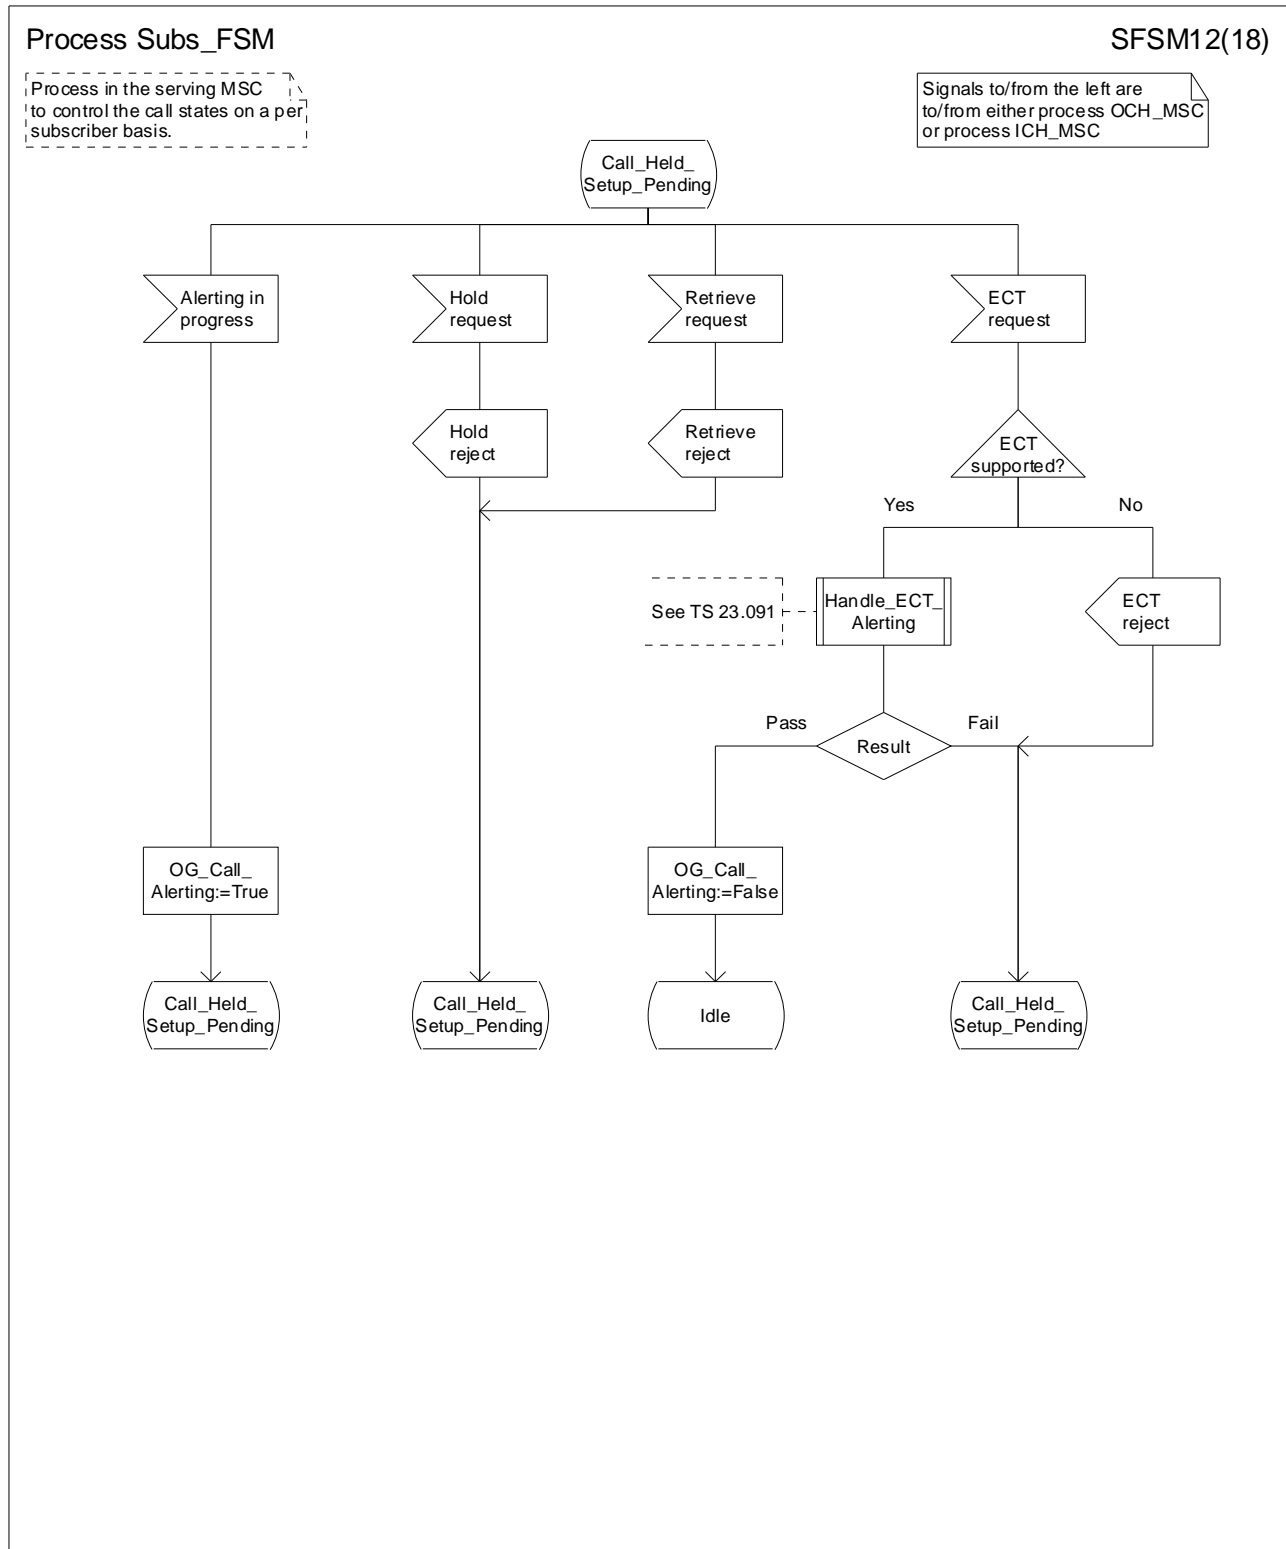 Process Subs_FSM
SFSM12(18)
Process in the serving MSC
to control the call states on a per
subscriber basis.
Signals to/from the left are
to/from either process OCH_MSC
or process ICH_MSC
Call_Held_
Setup_Pending
Alerting in
progress
Hold
request
Retrieve
request
ECT
request
Hold
reject
Retrieve
reject
ECT
supported?
Yes
No
See TS 23.091
Handle_ECT_
Alerting
ECT
reject
Pass
Fail
Result
OG_Call_
Alerting:=True
OG_Call_
Alerting:=False
Call_Held_
Setup_Pending
Call_Held_
Setup_Pending
Idle
Call_Held_
Setup_Pending